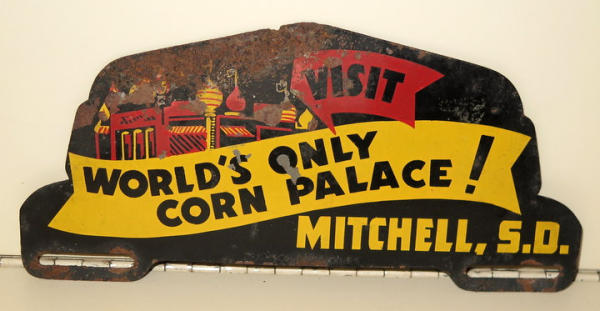 VISIT
WORLD'S ONLY
CORN PALACE!
MITCHELL, S.D.